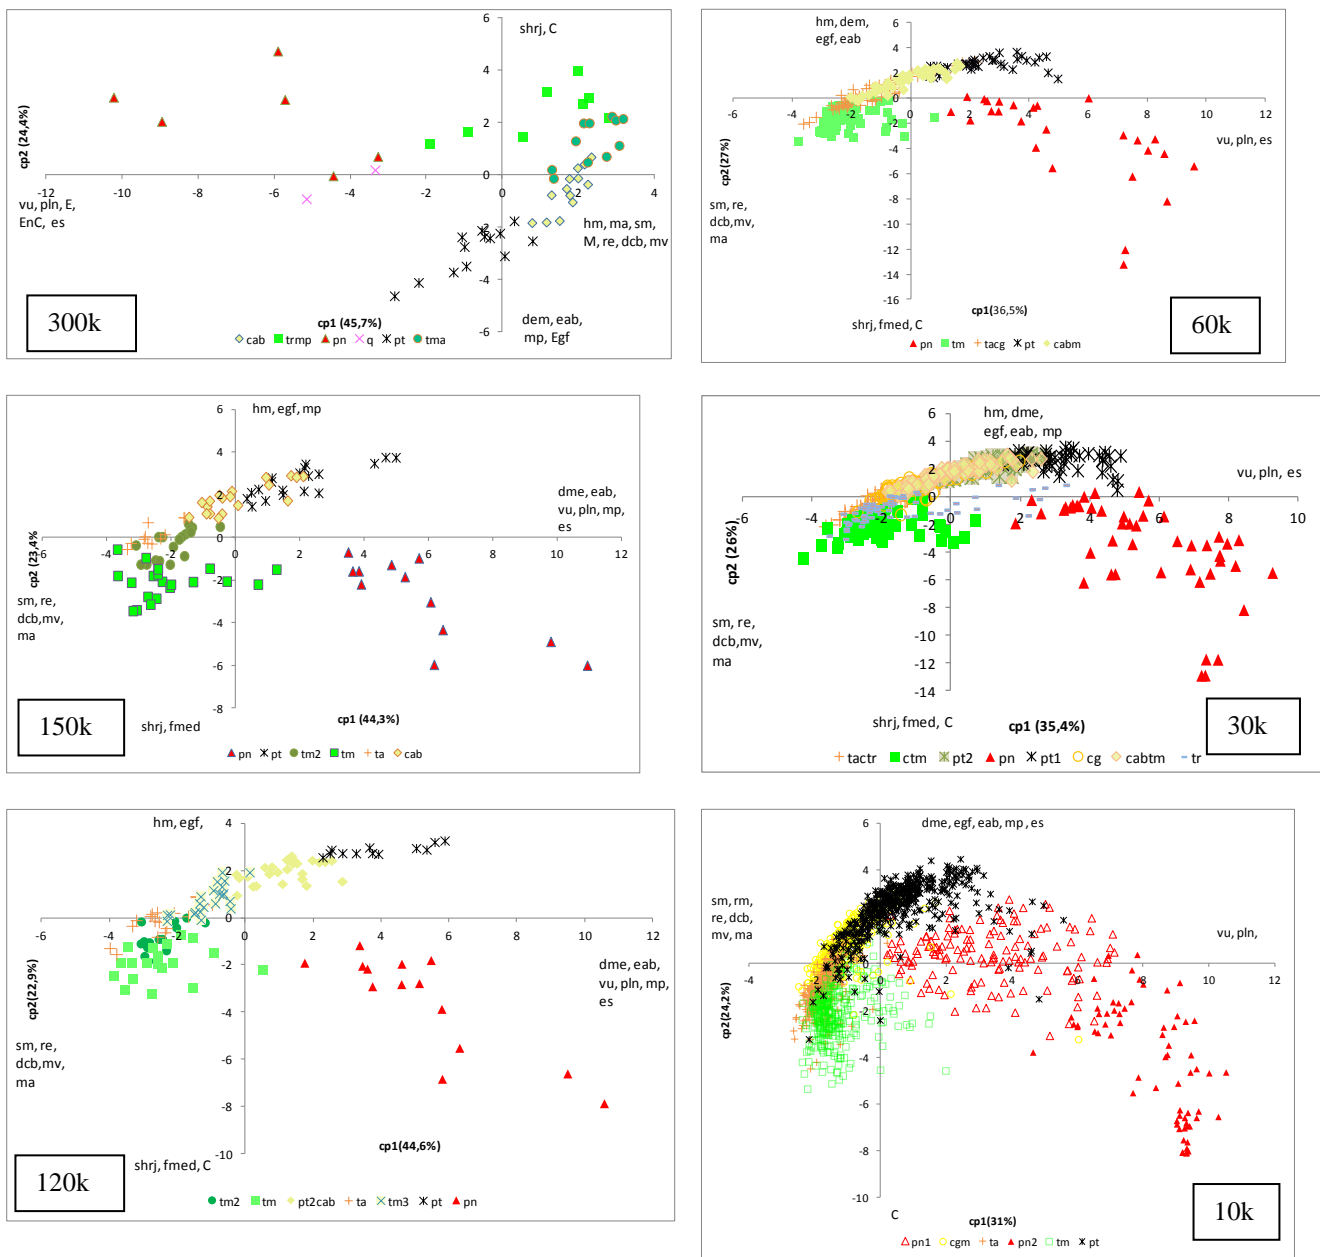 6
shrj, C
4
2
cp2 (24,4%)
0
-12
-10
-8
-6
-4
-2
0
2
4
vu, pln, E,
EnC, es
hm, ma, sm,
M, re, dcb, mv
-2
-4
-6
dem, eab,
mp, Egf
300k
cp1 (45,7%)
cab trmp pn q pt tma
hm, dem,
egf, eab
6
4
2
0
-4
-2
0
2
4
6
8
10
12
vu, pln, es
cp2(27%)
sm, re,
dcb,mv,
ma
-2
-4
-6
-8
-10
-12
-14
-16
shrj, fmed, C
cp1(36,5%)
60k
pn tm tacg pt cabm
hm, egf, mp
6
4
2
0
-4
-2
0
2
4
6
8
10
12
dme, eab,
vu, pln, mp,
es
cp2 (23,4%)
sm, re,
dcb,mv,
ma
-2
-4
-6
-8
150k
shrj, fmed
cp1 (44,3%)
pn pt tm2 tm ta cab
hm, dme,
egf, eab, mp
6
4
2
0
-6
-4
-2
0
2
4
6
8
10
vu, pln, es
cp2 (26%)
sm, re,
dcb,mv,
ma
-2
-4
-6
-8
-10
-12
-14
shrj, fmed, C
cp1 (35,4%)
30k
tactr ctm pt2 pn pt1 cg cabtm tr
hm, egf,
4
2
0
-6
-4
-2
0
2
4
6
8
10
12
dme, eab,
vu, pln, mp,
es
cp2(22,9%)
sm, re,
dcb,mv,
ma
-2
-4
-6
-8
-10
120k
shrj, fmed, C
cp1(44,6%)
tm2 tm pt2cab ta tm3 pt pn
dme, egf, eab, mp, es
6
4
2
0
-4
-2
0
2
4
6
8
10
12
sm, rm,
re, dcb,
mv, ma
vu, pln,
cp2(24,2%)
-2
-4
-6
-8
-10
C
cp1(31%)
10k
pn1 cgm ta pn2 tm pt